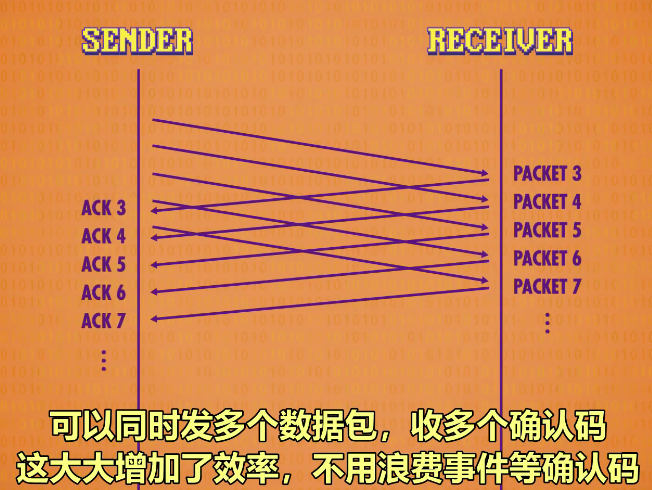 SENDER RECEIVER
PACKET 3
PACKET 4
ACK 3
PACKET 5
ACK 4
PACKET 6
ACK 5
PACKET 7
ACK 6
ACK 7
可以同时发多个数据包，收多个确认码
这大大增加了效率，不用浪费事件等确认码